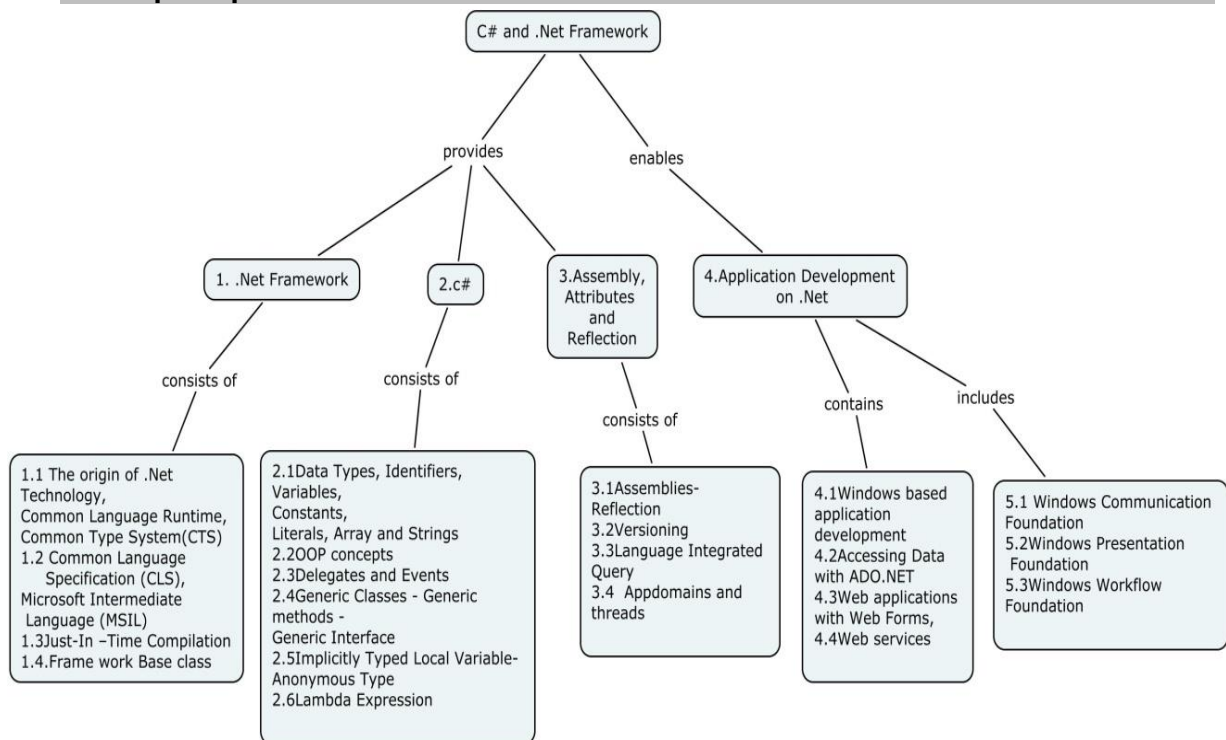 C# and .Net Framework
provides
enables
1. .Net Framework
2.c#
3.Assembly,
Attributes
and
Reflection
4.Application Development
on .Net
consists of
consists of
consists of
contains
includes
1.1 The origin of .Net
Technology,
Common Language Runtime,
Common Type System(CTS)
1.2 Common Language
Specification (CLS),
Microsoft Intermediate
Language (MSIL)
1.3Just-In –Time Compilation
1.4.Frame work Base class
2.1Data Types, Identifiers,
Variables,
Constants,
Literals, Array and Strings
2.2OOP concepts
2.3Delegates and Events
2.4Generic Classes - Generic
methods -
Generic Interface
2.5Implicitly Typed Local Variable-
Anonymous Type
2.6Lambda Expression
3.1Assemblies-
Reflection
3.2Versioning
3.3Language Integrated
Query
3.4 Appdomains and
threads
4.1Windows based
application
development
4.2Accessing Data
with ADO.NET
4.3Web applications
with Web Forms,
4.4Web services
5.1 Windows Communication
Foundation
5.2Windows Presentation
Foundation
5.3Windows Workflow
Foundation